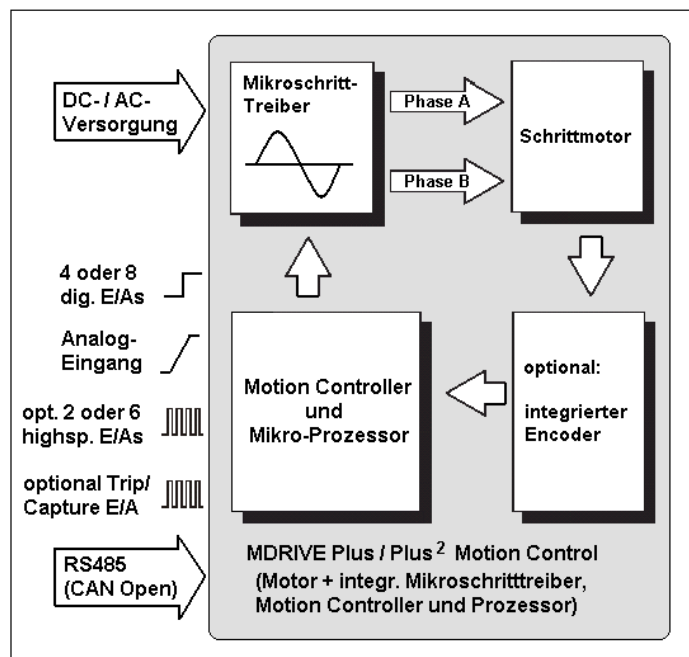 DC- / AC-
Versorgung
Mikroschritt-
Treiber
Phase A
Phase B
Schrittmotor
4 oder 8
dig. E/As
Analog-
Eingang
opt. 2 oder 6
highsp. E/As
optional Trip/
Capture E/A
RS485
(CAN Open)
Motion Controller
und
Mikro-Prozessor
optional:
integrierter
Encoder
MDRIVE Plus / Plus² Motion Control
(Motor + integr. Mikroschritttreiber,
Motion Controller und Prozessor)